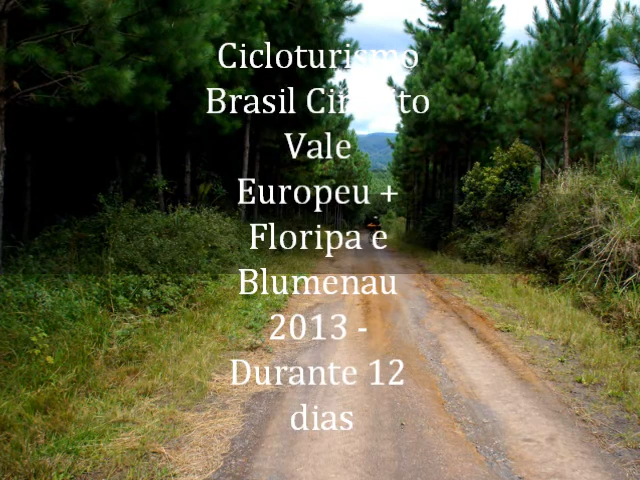 Cicloturismo
Brasil Circuito
Vale
Europeu +
Floripa e
Blumenau
2013 -
Durante 12
dias